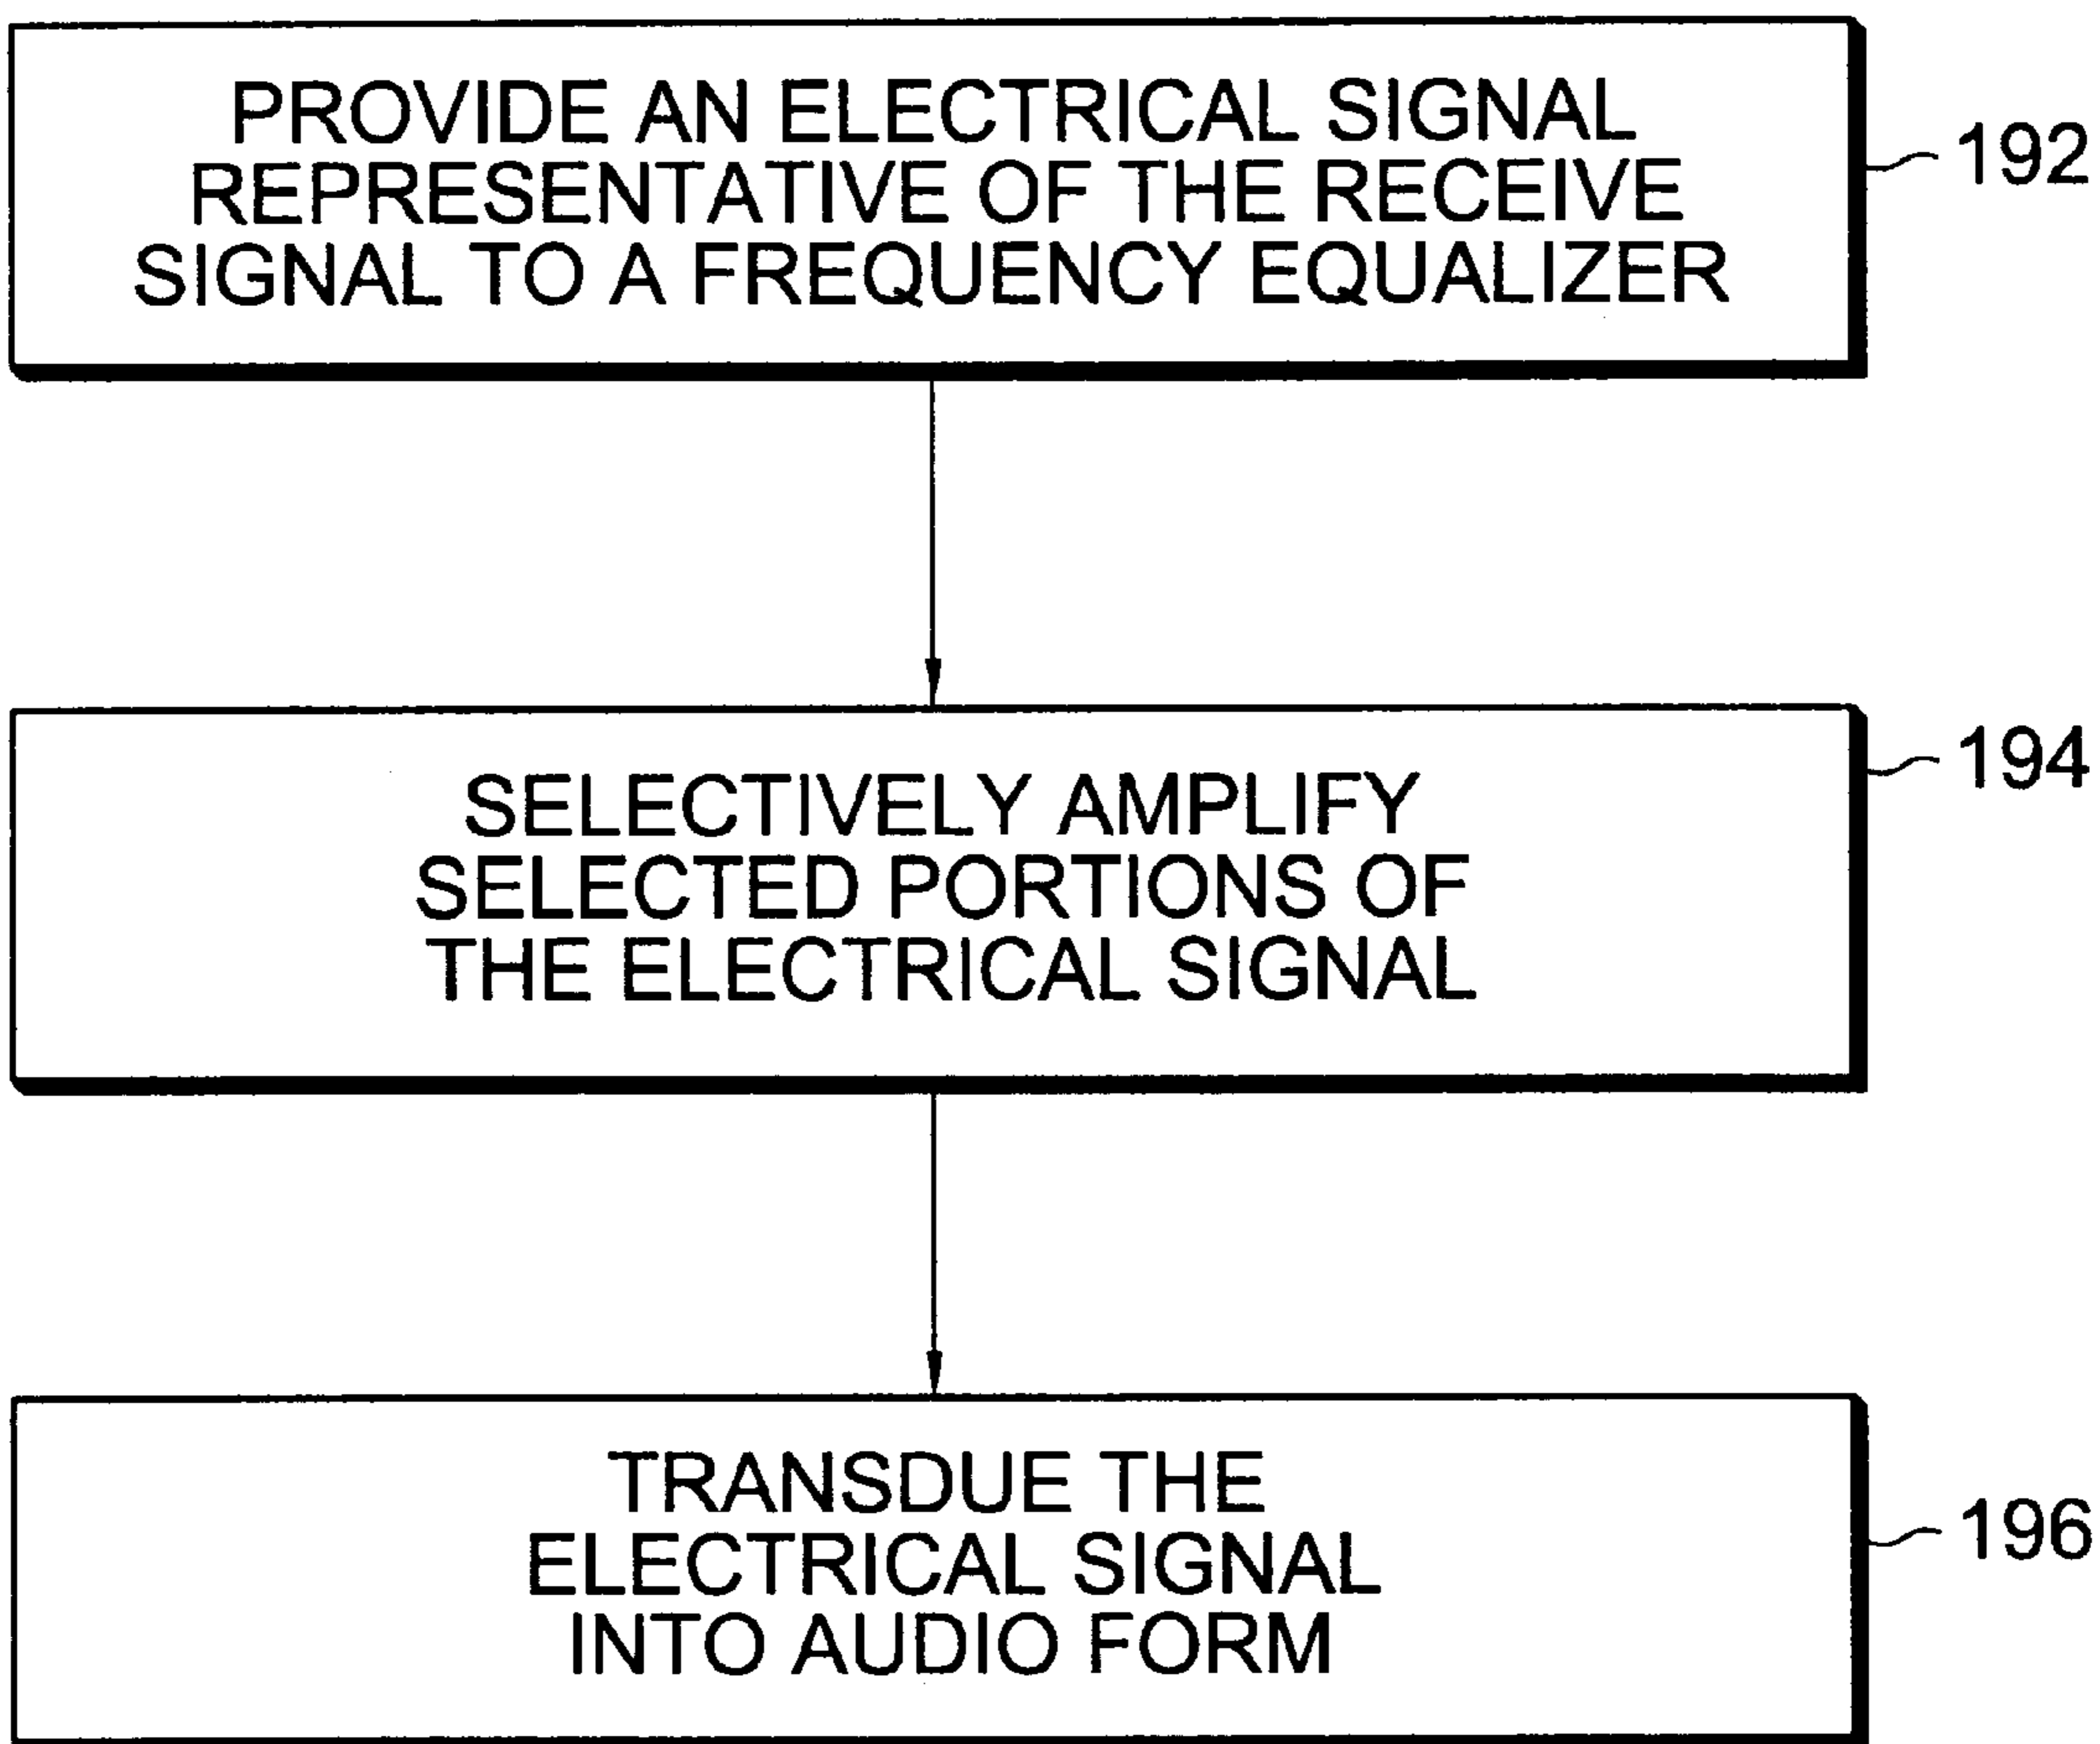 PROVIDE AN ELECTRICAL SIGNAL
REPRESENTATIVE OF THE RECEIVE
SIGNAL TO A FREQUENCY EQUALIZER
192
SELECTIVELY AMPLIFY
SELECTED PORTIONS OF
THE ELECTRICAL SIGNAL
194
TRANSDUE THE
ELECTRICAL SIGNAL
INTO AUDIO FORM
196